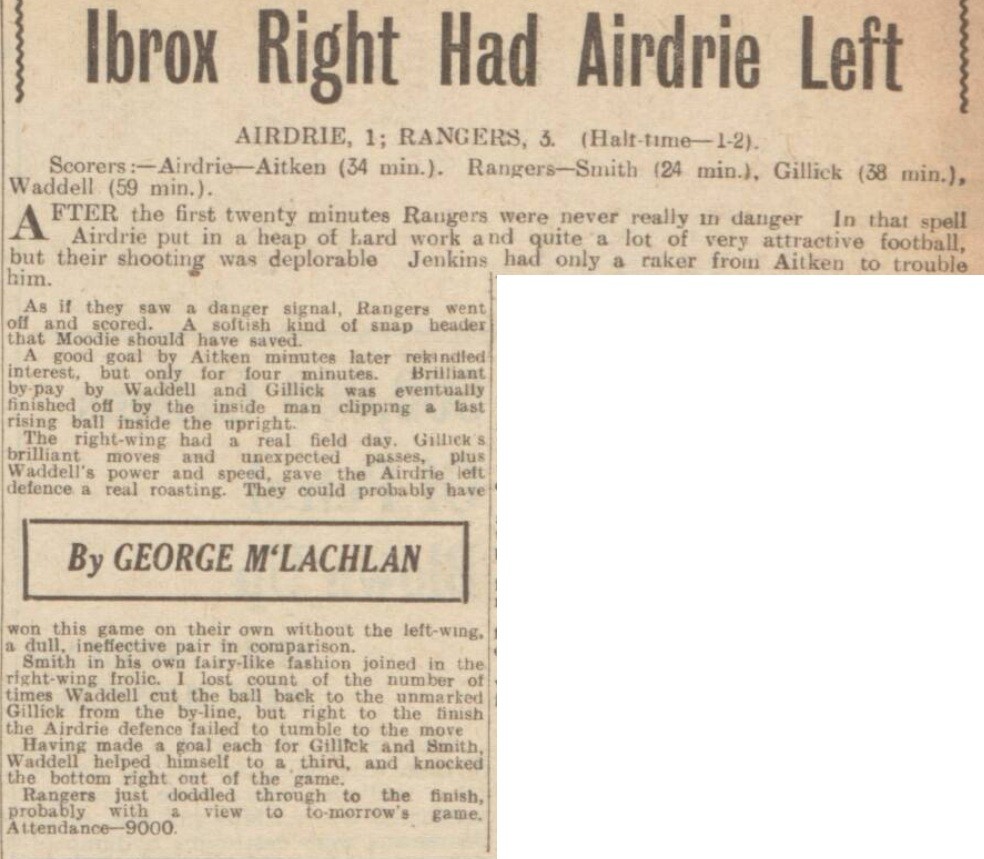 Ibrox Right Had Airdrie Left
AIRDRIE, 1; RANGERS, 3. (Half-time—1-2).
Scorers:—Airdrie—Aitken (34 min.). Rangers—Smith (24 min.), Gillick (38 min.),
Waddell (59 min.).
AFTER the first twenty minutes Rangers were never really in danger In that spell
Airdrie put in a heap of hard work and quite a lot of very attractive football,
but their shooting was deplorable Jenkins had only a raker from Aitken to trouble
him.
As if they saw a danger signal, Rangers went
off and scored. A softish kind of snap header
that Moodie should have saved.
A good goal by Aitken minutes later rekindled
interest, but only for four minutes. Brilliant
by-pay by Waddell and Gillick was eventually
finished off by the inside man clipping a fast
rising ball inside the upright.
The right-wing had a real field day. Gillick's
brilliant moves and unexpected passes, plus
Waddell's power and speed, gave the Airdrie left
defence a real roasting. They could probably have
By GEORGE M‘LACHLAN
won this game on their own without the left-wing,
a dull, ineffective pair in comparison.
Smith in his own fairy-like fashion joined in the
right-wing frolic. I lost count of the number of
times Waddell cut the ball back to the unmarked
Gillick from the by-line, but right to the finish
the Airdrie defence failed to tumble to the move
Having made a goal each for Gillick and Smith,
Waddell helped himself to a third, and knocked
the bottom right out of the game.
Rangers just doddled through to the finish,
probably with a view to to-morrow's game.
Attendance—9000.